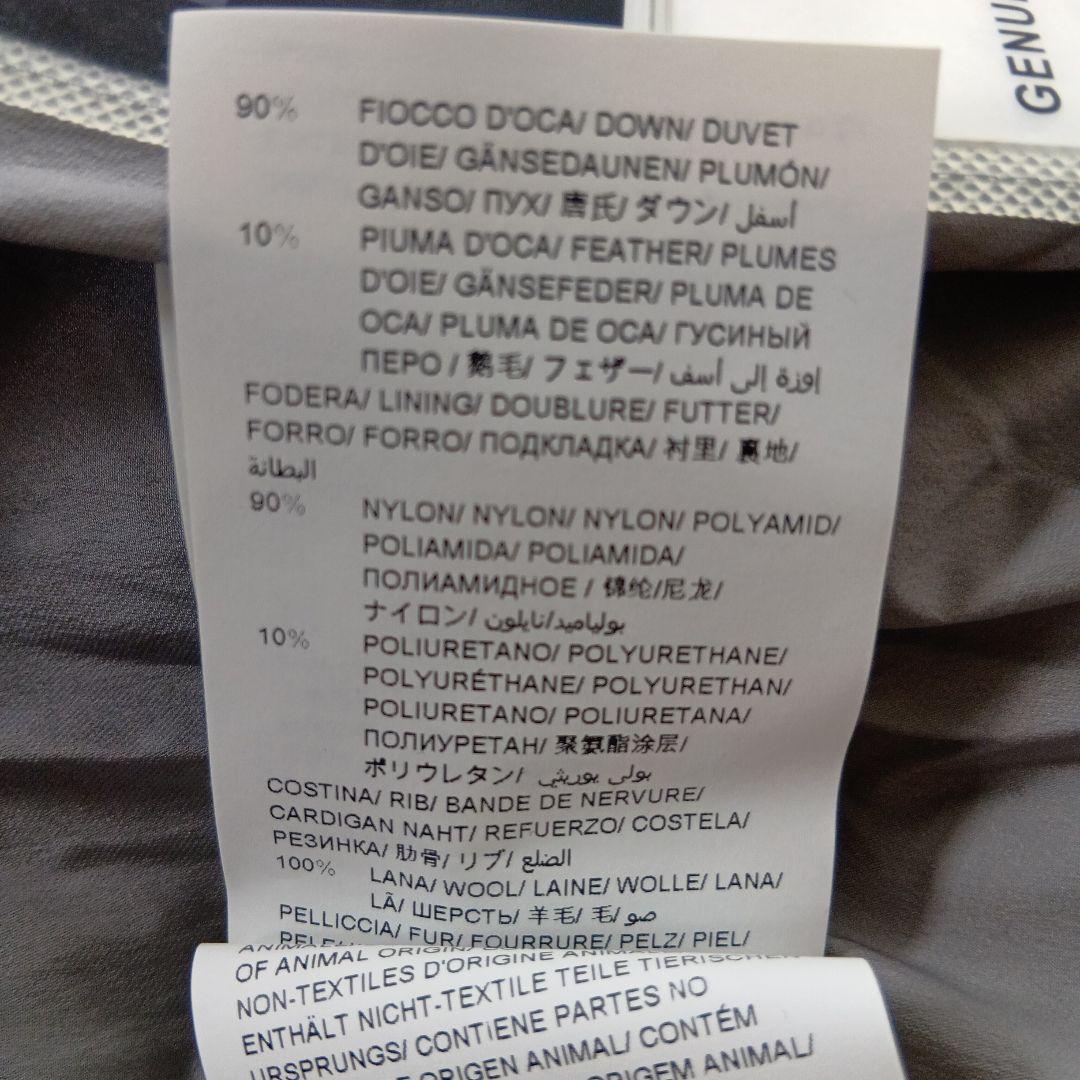 GENU
90% FIOCCO D'OCA/ DOWN/ DUVET
D'OIE/ GÄNSEDAUNEN/ PLUMÓN/
GANSO/ ПУХ/ 唐氏/ ダウン/ أسفل
10% PIUMA D'OCA/ FEATHER/ PLUMES
D'OIE/ GÄNSEFEDER/ PLUMA DE
OCA/ PLUMA DE OCA/ ГУСИНЫЙ
ПЕРО / 鹅毛/ フェザー/ إوزة إلى أسف
FODERA/ LINING/ DOUBLURE/ FUTTER/
FORRO/ FORRO/ ПОДКЛАДКА/ 衬里/ 裏地/
البطانة
90% NYLON/ NYLON/ NYLON/ POLYAMID/
POLIAMIDA/ POLIAMIDA/
ПОЛИАМИДНОЕ / 锦纶/尼龙/
ナイロン/ بولياميد/نايلون
10% POLIURETANO/ POLYURETHANE/
POLYURÉTHANE/ POLYURETHAN/
POLIURETANO/ POLIURETANA/
ПОЛИУРЕТАН/ 聚氨酯涂层/
ポリウレタン/ بولي يوريثي
COSTINA/ RIB/ BANDE DE NERVURE/
CARDIGAN NAHT/ REFUERZO/ COSTELA/
РЕЗИНКА/ 肋骨/ リブ/ الضلع
100% LANA/ WOOL/ LAINE/ WOLLE/ LANA/
LÃ/ ШЕРСТЬ/ 羊毛/ 毛/ صو
PELLICCIA/ FUR/ FOURRURE/ PELZ/ PIEL/
OF ANIMAL ORIGIN/
NON-TEXTILES D'ORIGINE
ENTHÄLT NICHT-TEXTILE TEILE TIERISCHEN
URSPRUNGS/ CONTIENE PARTES NO
ORIGEN ANIMAL/ CONTÉM
ORIGEM ANIMAL/